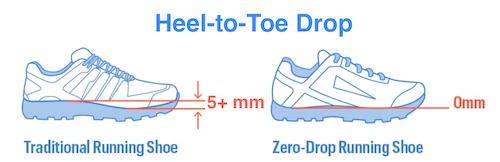 Heel-to-Toe Drop
5+ mm
0mm
Traditional Running Shoe
Zero-Drop Running Shoe